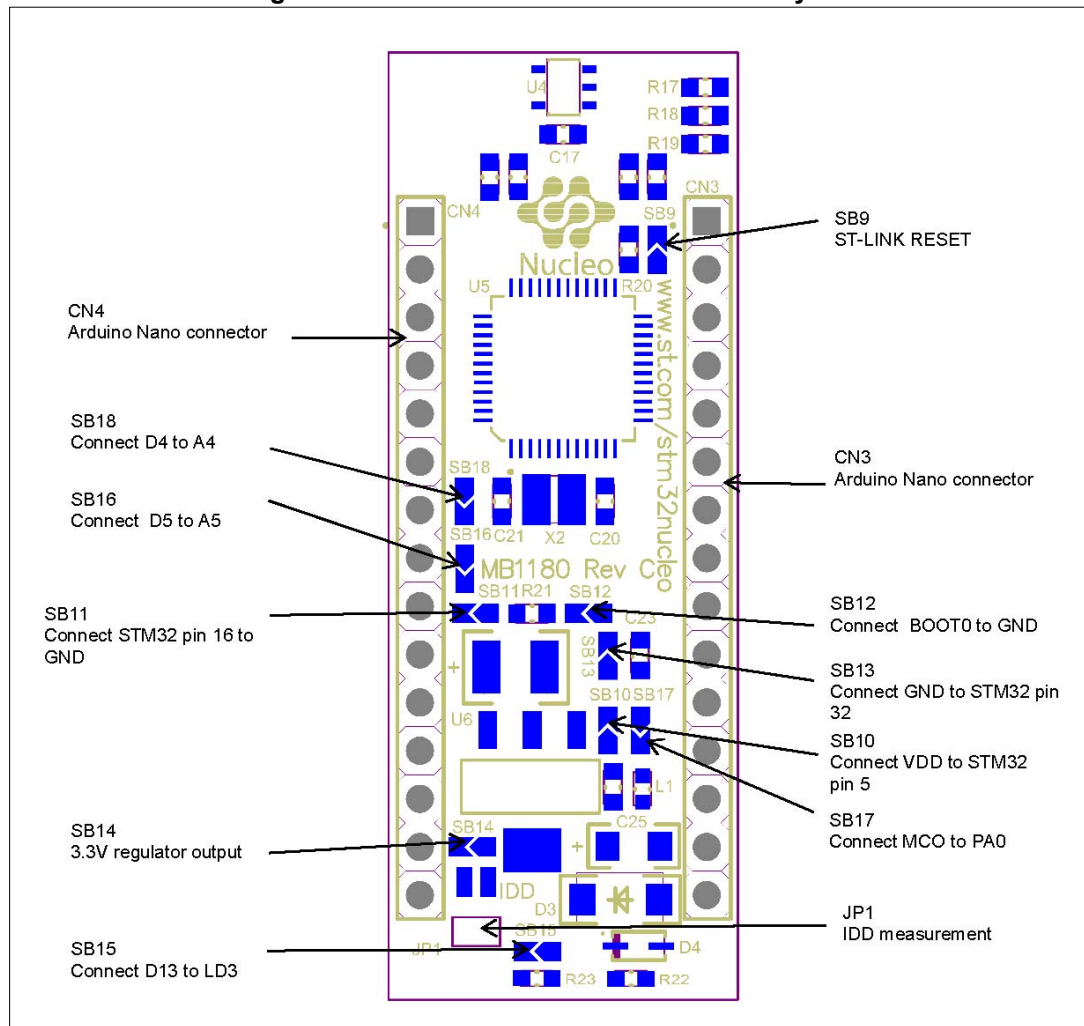 U4
R17
R18
R19
C17
CN4
CN3
SB9
Nucleo
SB9
ST-LINK RESET
U5
R20
www.st.com/stm32nucleo
CN4
Arduino Nano connector
SB18
Connect D4 to A4
SB18
CN3
Arduino Nano connector
SB16
Connect D5 to A5
C21
X2
C20
SB16
MB1180 Rev C
SB11
R21
SB12
SB11
Connect STM32 pin 16 to
GND
SB12
Connect BOOT0 to GND
C23
SB13
+
SB13
Connect GND to STM32 pin
32
SB10
SB17
U6
SB10
Connect VDD to STM32
pin 5
L1
SB17
Connect MCO to PA0
SB14
C25
SB14
3.3V regulator output
+
IDD
D3
JP1
IDD measurement
JP1
SB15
D4
SB15
Connect D13 to LD3
R23
R22